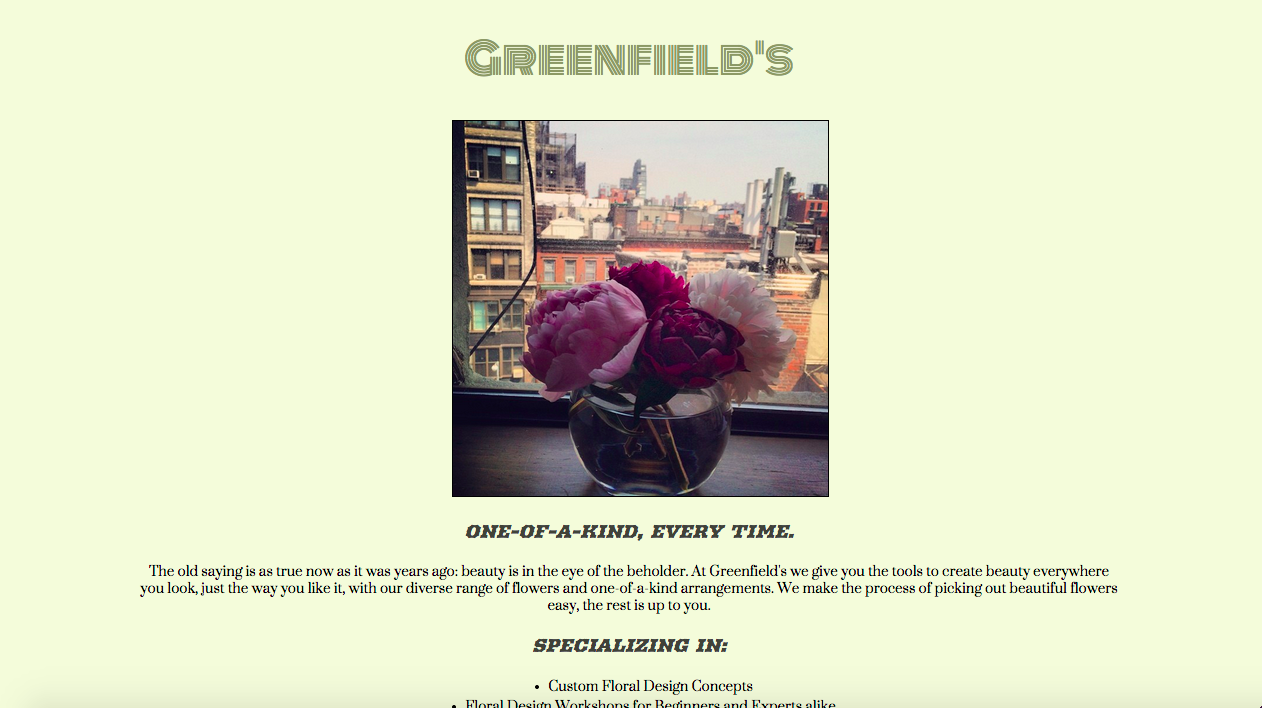 Greenfield's
ONE-OF-A-KIND, EVERY TIME.
The old saying is as true now as it was years ago: beauty is in the eye of the beholder. At Greenfield's we give you the tools to create beauty everywhere
you look, just the way you like it, with our diverse range of flowers and one-of-a-kind arrangements. We make the process of picking out beautiful flowers
easy, the rest is up to you.
SPECIALIZING IN:
• Custom Floral Design Concepts
• Floral Design Workshops for Beginners and Experts alike